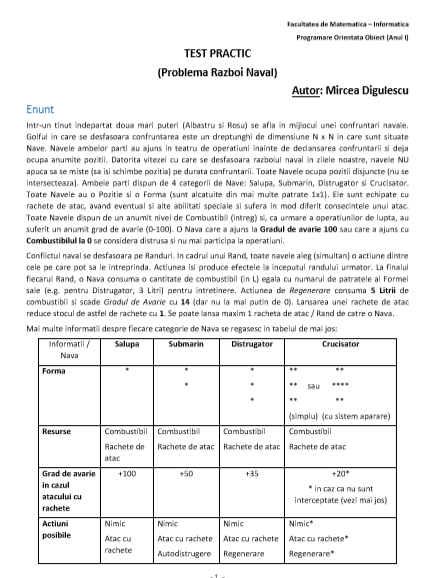 Facultatea de Matematica – Informatica
Programare Orientata Obiect (Anul I)
TEST PRACTIC
(Problema Razboi Naval)
Autor: Mircea Digulescu
Enunt
Intr-un tinut indepartat doua mari puteri (Albastru si Rosu) se afla in mijlocul unei confruntari navale.
Golful in care se desfasoara confruntarea este un dreptunghi de dimensiune N x N in care sunt situate
Nave. Navele ambelor parti au ajuns in teatru de operatiuni inainte de declansarea confruntarii si deja
ocupa anumite pozitii. Datorita vitezei cu care se desfasoara razboiul naval in zilele noastre, navele NU
apuca sa se miste (sa isi schimbe pozitia) pe durata confruntarii. Toate Navele ocupa pozitii disjuncte (nu se
intersecteaza). Ambele parti dispun de 4 categorii de Nave: Salupa, Submarin, Distrugator si Crucisator.
Toate Navele au o Pozitie si o Forma (sunt alcatuite din mai multe patrate 1x1). Ele sunt echipate cu
rachete de atac, avand eventual si alte abilitati speciale si sufera in mod diferit consecintele unui atac.
Toate Navele dispun de un anumit nivel de Combustibil (intreg) si, ca urmare a operatiunilor de lupta, au
suferit un anumit grad de avarie (0-100). O Nava care a ajuns la Gradul de avarie 100 sau care a ajuns cu
Combustibilul la 0 se considera distrusa si nu mai participa la operatiuni.
Conflictul naval se desfasoara pe Randuri. In cadrul unui Rand, toate navele aleg (simultan) o actiune dintre
cele pe care pot sa le intreprinda. Actiunea isi produce efectele la inceputul randului urmator. La finalul
fiecarui Rand, o Nava consuma o cantitate de combustibil (in L) egala cu numarul de patratele al Formei
sale (e.g. pentru Distrugator, 3 Litri) pentru intretinere. Actiunea de Regenerare consuma 5 Litrii de
combustibil si scade Gradul de Avarie cu 14 (dar nu la mai putin de 0). Lansarea unei rachete de atac
reduce stocul de astfel de rachete cu 1. Se poate lansa maxim 1 racheta de atac / Rand de catre o Nava.
Mai multe informatii despre fiecare categorie de Nava se regasesc in tabelul de mai jos:
Informatii / Nava Salupa Submarin Distrugator Crucisator
Forma * * * ** **
* * ** sau ****
* ** **
(simplu) (cu sistem aparare)
Resurse Combustibil Combustibil Combustibil Combustibil
Rachete de atac Rachete de atac Rachete de atac Rachete de atac
Grad de avarie in cazul atacului cu rachete +100 +50 +35 +20*
* in caz ca nu sunt
interceptate (vezi mai jos)
Actiuni posibile Nimic Nimic Nimic Nimic*
Atac cu rachete Atac cu rachete Atac cu rachete Atac cu rachete*
Autodistrugere Regenerare Regenerare*
- 1 -